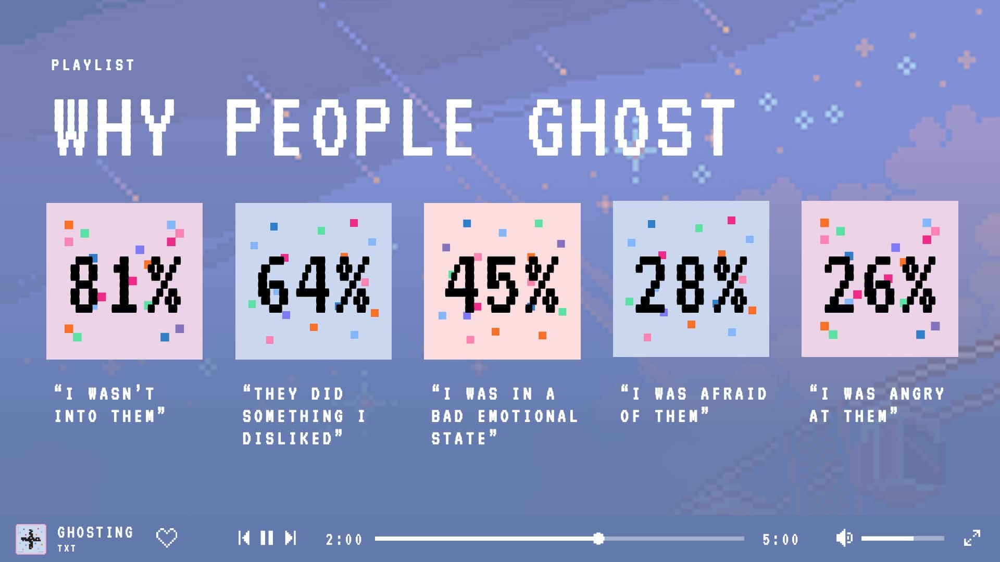 PLAYLIST
WHY PEOPLE GHOST
81%
64%
45%
28%
26%
“I WASN’T
INTO THEM”
“THEY DID
SOMETHING I
DISLIKED”
“I WAS IN A
BAD EMOTIONAL
STATE”
“I WAS AFRAID
OF THEM”
“I WAS ANGRY
AT THEM”
GHOSTING
TXT
2:00
5:00